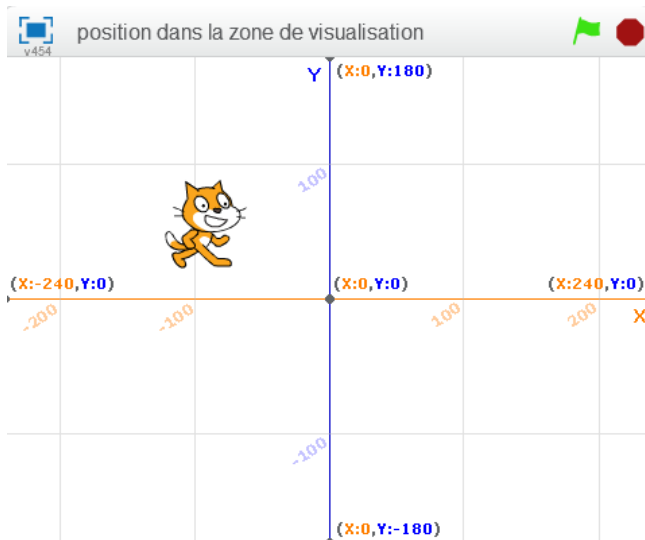 position dans la zone de visualisation
v454
Y (X:0,Y:180)
100
(X:-240,Y:0) (X:0,Y:0) (X:240,Y:0)
-200 -100 100 200 X
-100
(X:0,Y:-180)